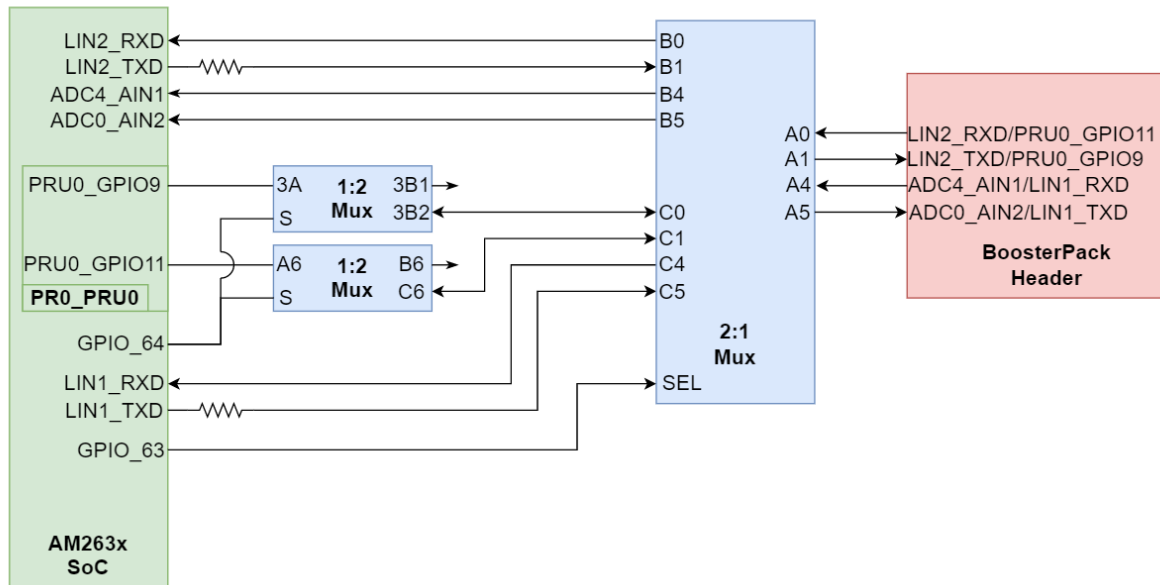 LIN2_RXD
LIN2_TXD
ADC4_AIN1
ADC0_AIN2
PRU0_GPIO9
PRU0_GPIO11
PR0_PRU0
GPIO_64
LIN1_RXD
LIN1_TXD
GPIO_63
AM263x
SoC
3A
S
1:2
Mux
3B1
3B2
A6
S
1:2
Mux
B6
C6
B0
B1
B4
B5
C0
C1
C4
C5
SEL
2:1
Mux
A0
A1
A4
A5
LIN2_RXD/PRU0_GPIO11
LIN2_TXD/PRU0_GPIO9
ADC4_AIN1/LIN1_RXD
ADC0_AIN2/LIN1_TXD
BoosterPack
Header